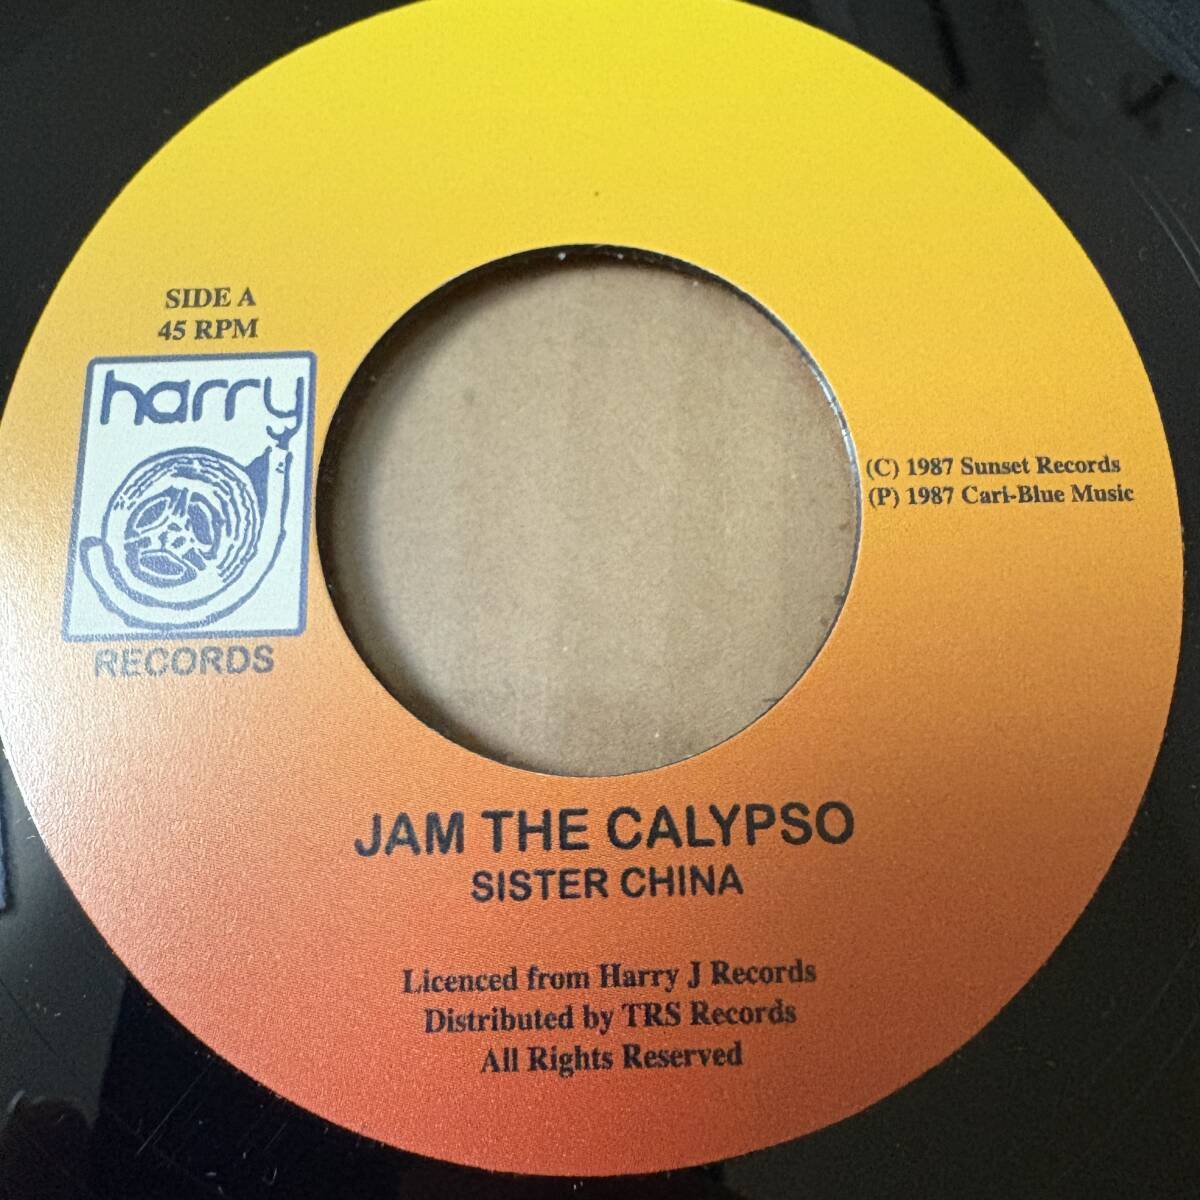 SIDE A
45 RPM
harry
RECORDS
(C) 1987 Sunset Records
(P) 1987 Cari-Blue Music
JAM THE CALYPSO
SISTER CHINA
Licenced from Harry J Records
Distributed by TRS Records
All Rights Reserved